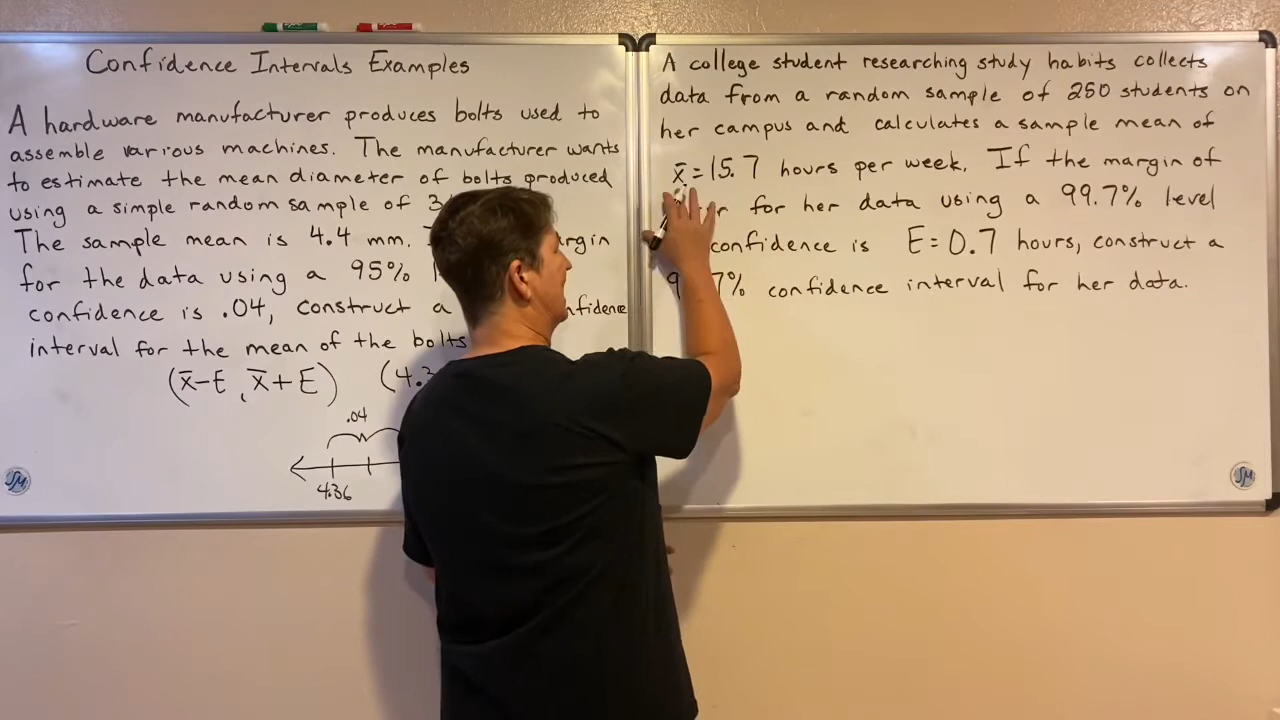 Confidence Intervals Examples
A hardware manufacturer produces bolts used to
assemble various machines. The manufacturer wants
to estimate the mean diameter of bolts produced
using a simple random sample of
The sample mean is 4.4 mm.
for the data using a 95%
confidence is .04, construct a
interval for the mean of the bolts
(x̄-E, x̄+E)
.04
4.36
A college student researching study habits collects
data from a random sample of 250 students on
her campus and calculates a sample mean of
x̄=15.7 hours per week. If the margin of
for her data using a 99.7% level
confidence is E=0.7 hours, construct a
confidence interval for her data.
SM
SM